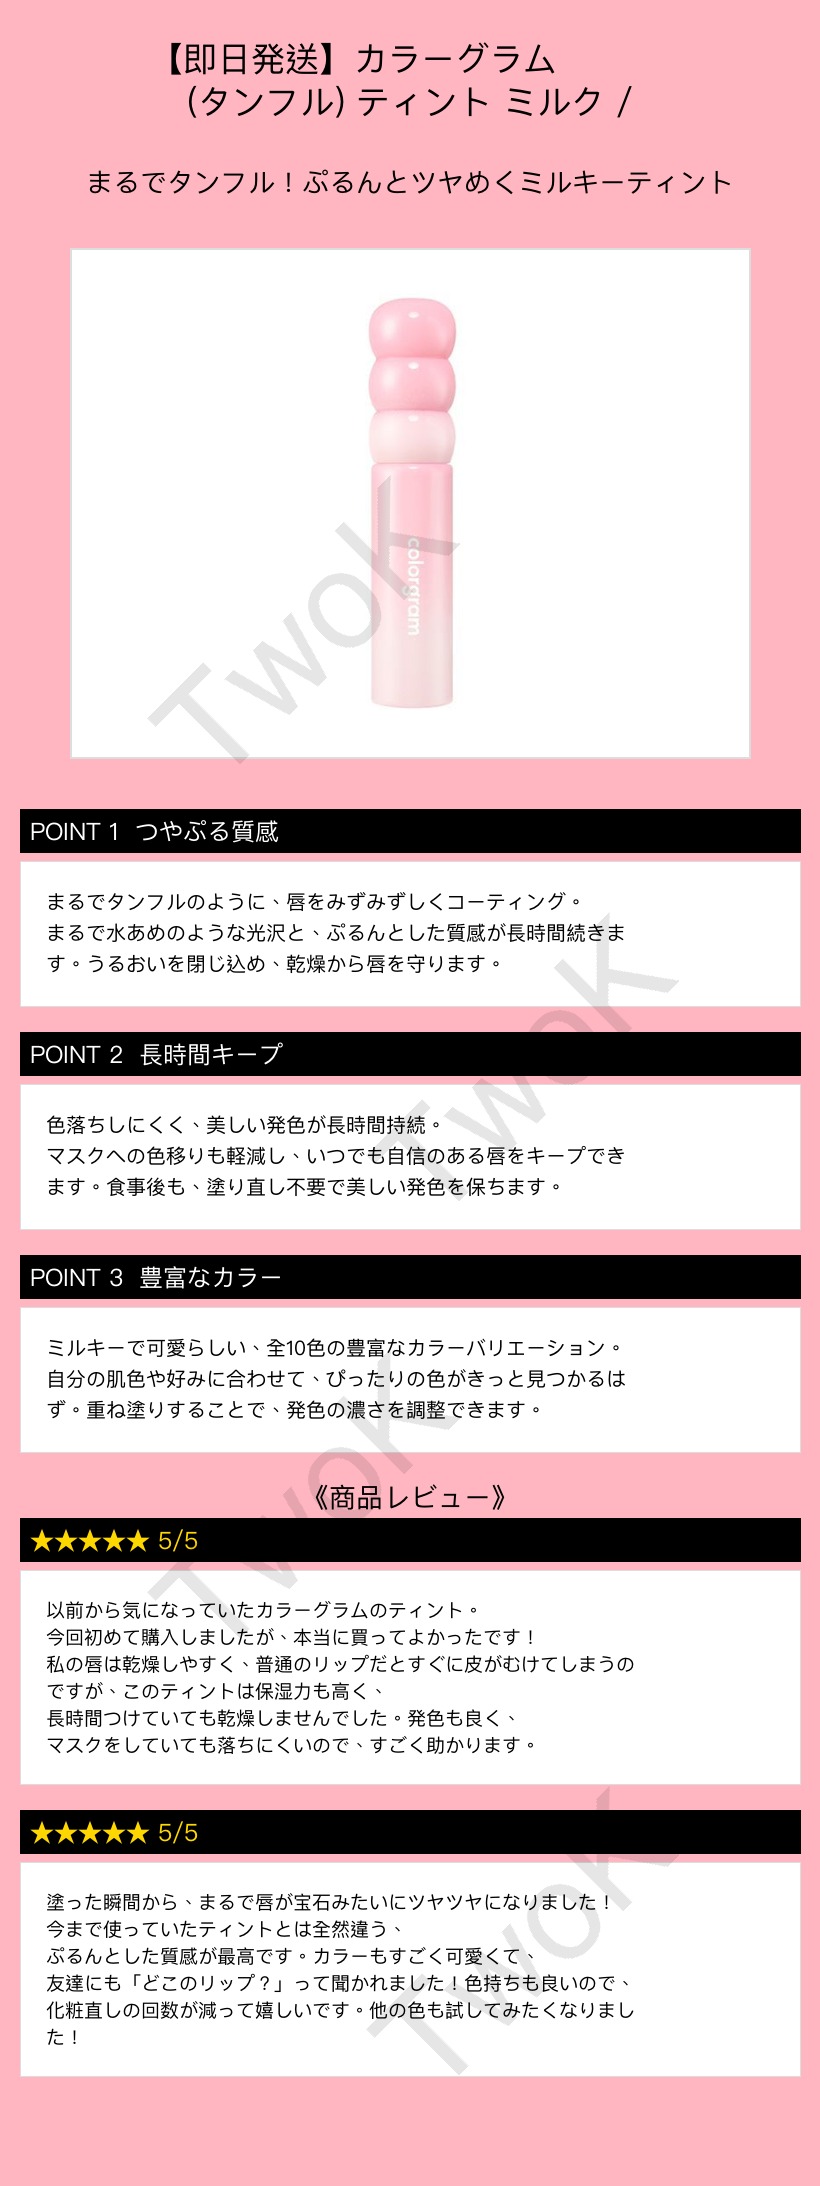 【即日発送】カラーグラム
(タンフル) ティント ミルク /
まるでタンフル！ぷるんとツヤめくミルキーティント
colorgram
TwoK
POINT 1 つやぷる質感
まるでタンフルのように、唇をみずみずしくコーティング。
まるで水あめのような光沢と、ぷるんとした質感が長時間続きま
す。うるおいを閉じ込め、乾燥から唇を守ります。
TwoK
POINT 2 長時間キープ
色落ちしにくく、美しい発色が長時間持続。
マスクへの色移りも軽減し、いつでも自信のある唇をキープでき
ます。食事後も、塗り直し不要で美しい発色を保ちます。
POINT 3 豊富なカラー
ミルキーで可愛らしい、全10色の豊富なカラーバリエーション。
自分の肌色や好みに合わせて、ぴったりの色がきっと見つかるは
ず。重ね塗りすることで、発色の濃さを調整できます。
TwoK
《商品レビュー》
★★★★★ 5/5
以前から気になっていたカラーグラムのティント。
今回初めて購入しましたが、本当に買ってよかったです！
私の唇は乾燥しやすく、普通のリップだとすぐに皮がむけてしまうの
ですが、このティントは保湿力も高く、
長時間つけていても乾燥しませんでした。発色も良く、
マスクをしていても落ちにくいので、すごく助かります。
★★★★★ 5/5
塗った瞬間から、まるで唇が宝石みたいにツヤツヤになりました！
今まで使っていたティントとは全然違う、
ぷるんとした質感が最高です。カラーもすごく可愛くて、
友達にも「どこのリップ？」って聞かれました！色持ちも良いので、
化粧直しの回数が減って嬉しいです。他の色も試してみたくなりまし
た！
TwoK